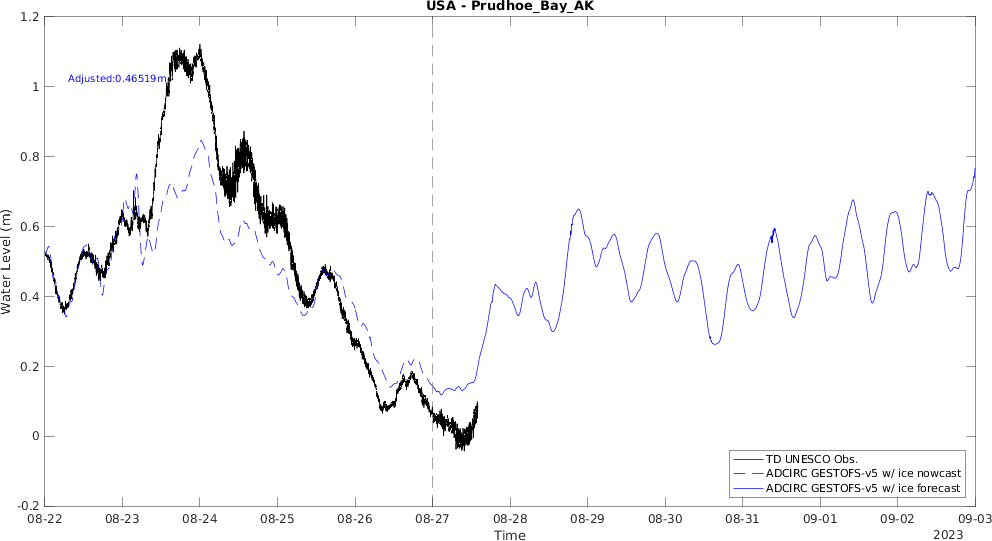 USA - Prudhoe_Bay_AK
1.2
1
0.8
0.6
0.4
0.2
0
-0.2
Water Level (m)
Adjusted:0.46519m
TD UNESCO Obs.
ADCIRC GESTOFS-v5 w/ ice nowcast
ADCIRC GESTOFS-v5 w/ ice forecast
08-22 08-23 08-24 08-25 08-26 08-27 08-28 08-29 08-30 08-31 09-01 09-02 09-03
Time
2023